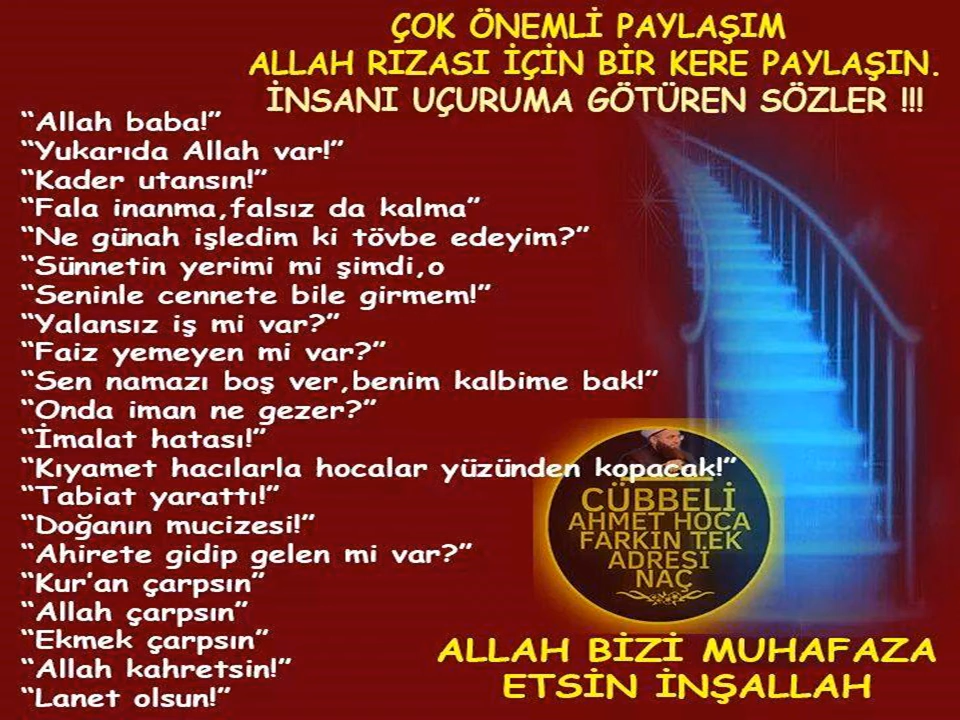 ÇOK ÖNEMLİ PAYLAŞIM
ALLAH RIZASI İÇİN BİR KERE PAYLAŞIN.
İNSANI UÇURUMA GÖTÜREN SÖZLER !!!
“Allah baba!”
“Yukarıda Allah var!”
“Kader utansın!”
“Fala inanma,falsız da kalma”
“Ne günah işledim ki tövbe edeyim?”
“Sünnetin yerimi mi şimdi,o
“Seninle cennete bile girmem!”
“Yalansız iş mi var?”
“Faiz yemeyen mi var?”
“Sen namazı boş ver,benim kalbime bak!”
“Onda iman ne gezer?”
“İmalat hatası!”
“Kıyamet hacılarla hocalar yüzünden kopacak!”
“Tabiat yarattı!”
“Doğanın mucizesi!”
“Ahirete gidip gelen mi var?”
“Kur’an çarpsın”
“Allah çarpsın”
“Ekmek çarpsın”
“Allah kahretsin!”
“Lanet olsun!”
CÜBBELİ
AHMET HOCA
FARKIN TEK
ADRESİ
NAÇ
ALLAH BİZİ MUHAFAZA
ETSİN İNŞALLAH